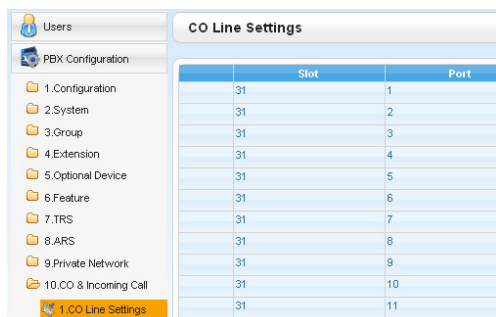 Users
PBX Configuration
1.Configuration
2.System
3.Group
4.Extension
5.Optional Device
6.Feature
7.TRS
8.ARS
9.Private Network
10.CO & Incoming Call
1.CO Line Settings
CO Line Settings
Slot Port
31 1
31 2
31 3
31 4
31 5
31 6
31 7
31 8
31 9
31 10
31 11